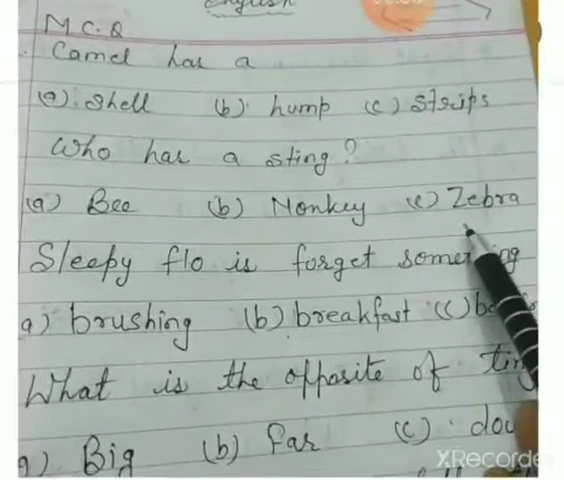 English
M.C.Q
Camel has a
(a) Shell (b) hump (c) Strips
Who has a sting?
(a) Bee (b) Monkey (c) Zebra
Sleepy flo is forget
a) brushing (b) breakfast (c)
What is the opposite of
a) Big (b) Far (c)
XRecorder